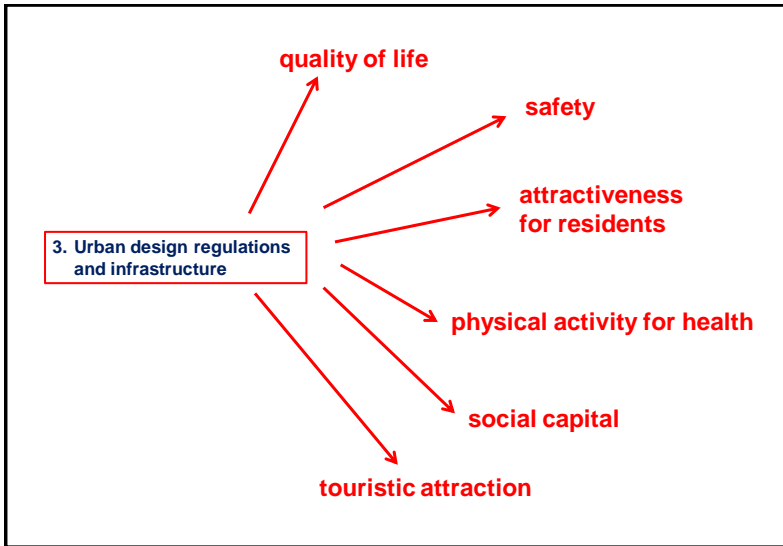 quality of life
safety
attractiveness
for residents
3. Urban design regulations
and infrastructure
physical activity for health
social capital
touristic attraction